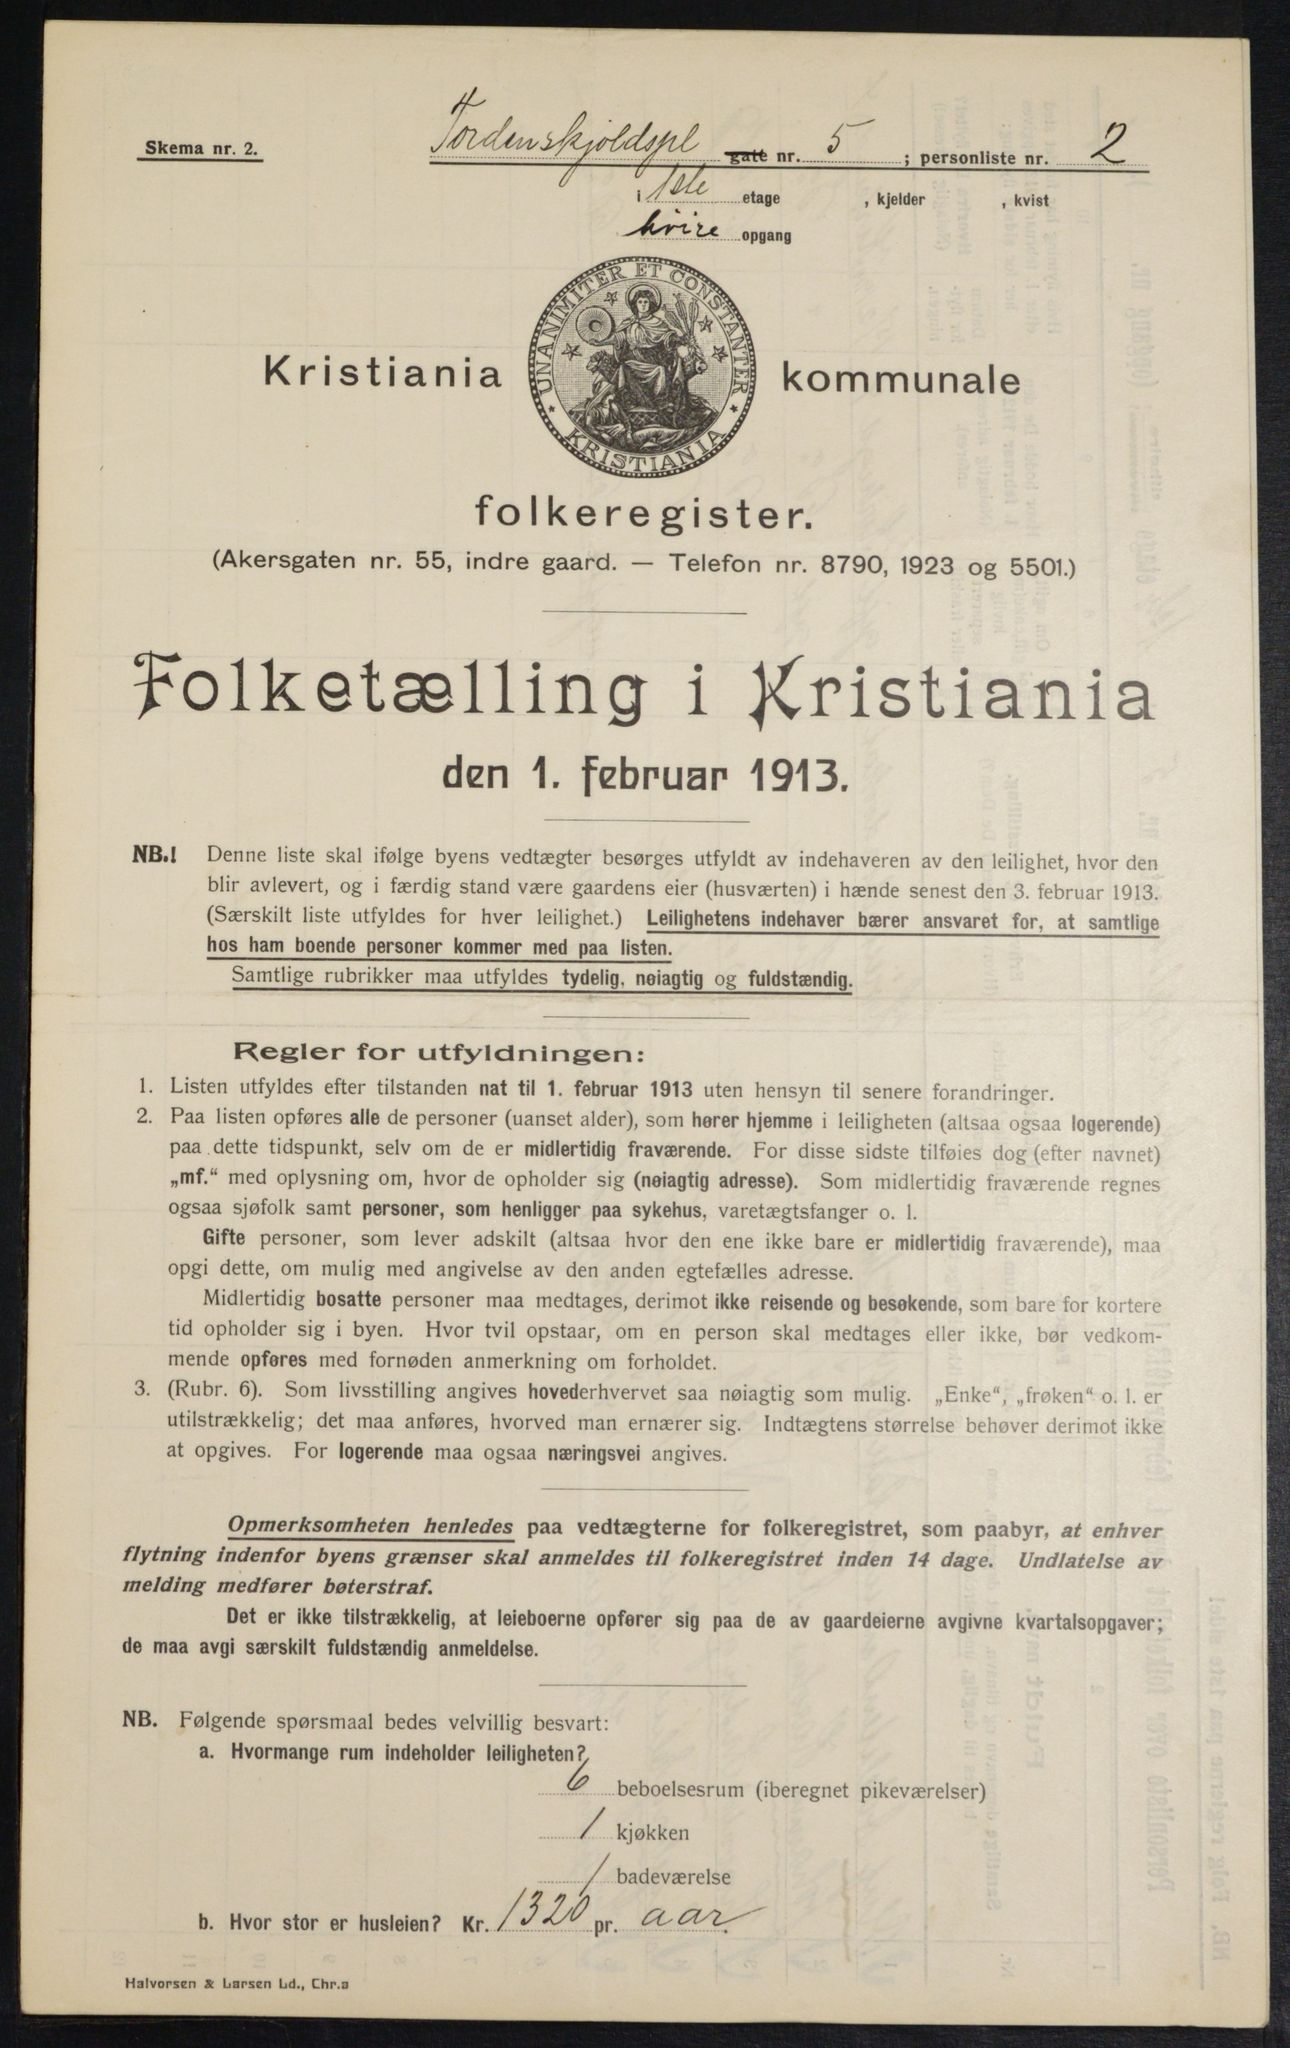 Skema nr. 2.
Tordenskjoldspl gate nr. 5 ; personliste nr. 2
i 1ste etage , kjelder , kvist
höire opgang
UNANIMITER ET CONSTANTER
KRISTIANIA
Kristiania kommunale
folkeregister.
(Akersgaten nr. 55, indre gaard. — Telefon nr. 8790, 1923 og 5501.)
Folketælling i Kristiania
den 1. februar 1913.
NB.! Denne liste skal ifølge byens vedtægter besørges utfyldt av indehaveren av den leilighet, hvor den
blir avlevert, og i færdig stand være gaardens eier (husværten) i hænde senest den 3. februar 1913.
(Særskilt liste utfyldes for hver leilighet.) Leilighetens indehaver bærer ansvaret for, at samtlige
hos ham boende personer kommer med paa listen.
Samtlige rubrikker maa utfyldes tydelig, nøiagtig og fuldstændig.
Regler for utfyldningen:
1. Listen utfyldes efter tilstanden nat til 1. februar 1913 uten hensyn til senere forandringer.
2. Paa listen opføres alle de personer (uanset alder), som hører hjemme i leiligheten (altsaa ogsaa logerende)
paa dette tidspunkt, selv om de er midlertidig fraværende. For disse sidste tilføies dog (efter navnet)
„mf.“ med oplysning om, hvor de opholder sig (nøiagtig adresse). Som midlertidig fraværende regnes
ogsaa sjøfolk samt personer, som henligger paa sykehus, varetægtsfanger o. l.
Gifte personer, som lever adskilt (altsaa hvor den ene ikke bare er midlertidig fraværende), maa
opgi dette, om mulig med angivelse av den anden egtefælles adresse.
Midlertidig bosatte personer maa medtages, derimot ikke reisende og besøkende, som bare for kortere
tid opholder sig i byen. Hvor tvil opstaar, om en person skal medtages eller ikke, bør vedkom-
mende opføres med fornøden anmerkning om forholdet.
3. (Rubr. 6). Som livsstilling angives hovederhvervet saa nøiagtig som mulig. „Enke“, „frøken“ o. l. er
utilstrækkelig; det maa anføres, hvorved man ernærer sig. Indtægtens størrelse behøver derimot ikke
at opgives. For logerende maa ogsaa næringsvei angives.
Opmerksomheten henledes paa vedtægterne for folkeregistret, som paabyr, at enhver
flytning indenfor byens grænser skal anmeldes til folkeregistret inden 14 dage. Undlatelse av
melding medfører bøterstraf.
Det er ikke tilstrækkelig, at leieboerne opfører sig paa de av gaardeierne avgivne kvartalsopgaver;
de maa avgi særskilt fuldstændig anmeldelse.
NB. Følgende spørsmaal bedes velvillig besvart:
a. Hvormange rum indeholder leiligheten?
6 beboelsesrum (iberegnet pikeværelser)
1 kjøkken
1 badeværelse
b. Hvor stor er husleien? Kr. 1320 pr. aar.
Halvorsen & Larsen Ld., Chr.a